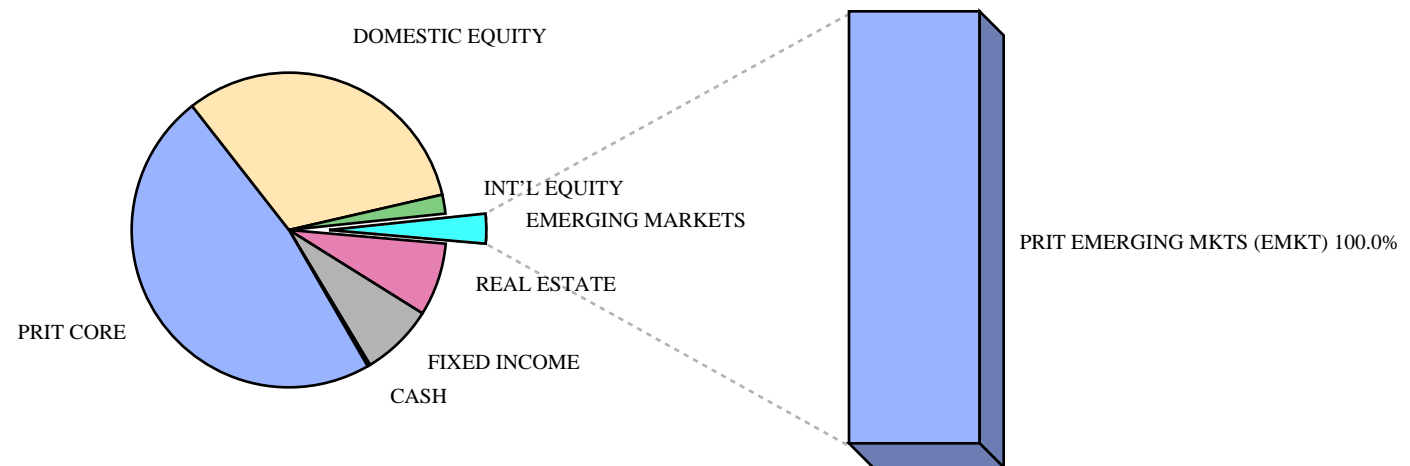 DOMESTIC EQUITY
INT'L EQUITY
EMERGING MARKETS
PRIT EMERGING MKTS (EMKT) 100.0%
REAL ESTATE
PRIT CORE
FIXED INCOME
CASH